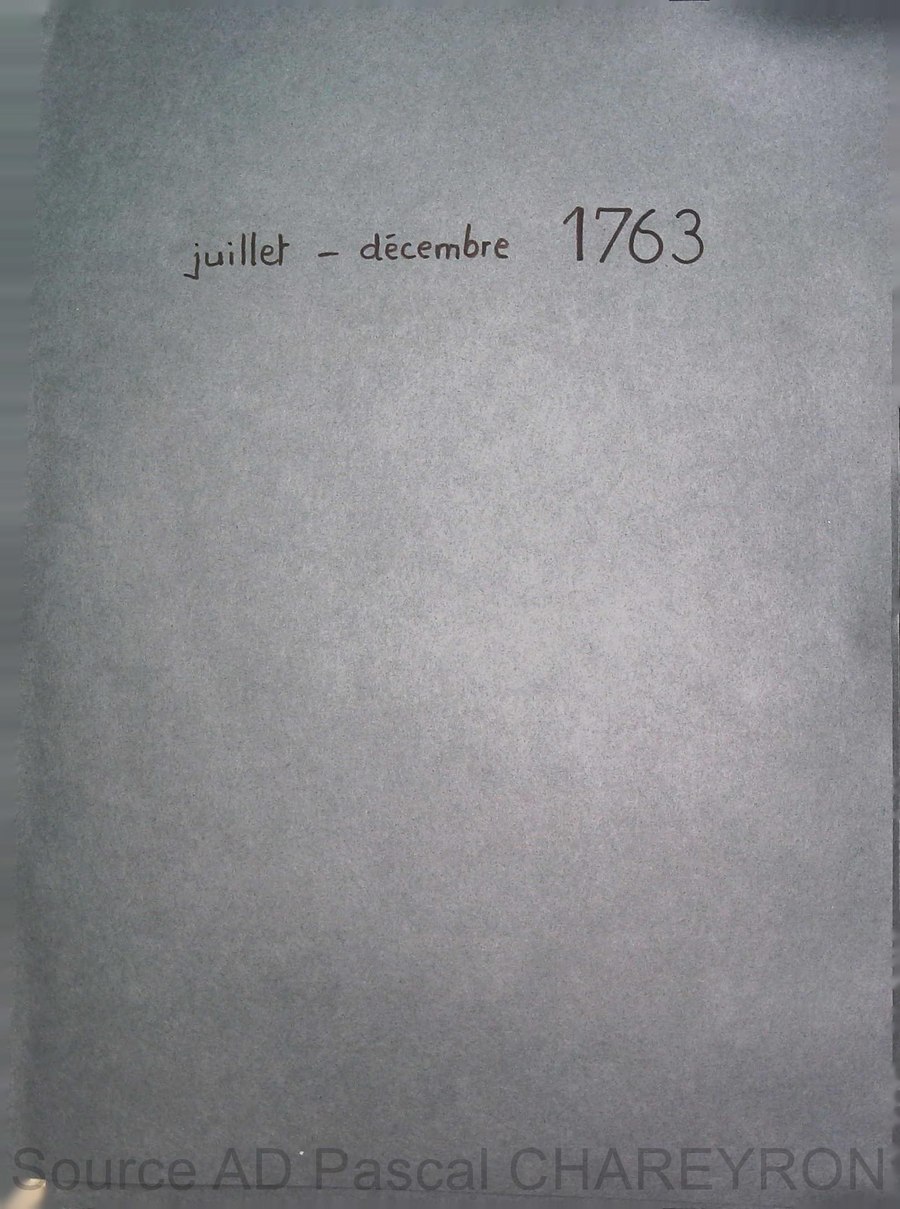 juillet - décembre 1763
Source AD Pascal CHAREYRON